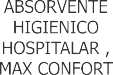 ABSORVENTE
HIGIENICO
HOSPITALAR ,
MAX CONFORT